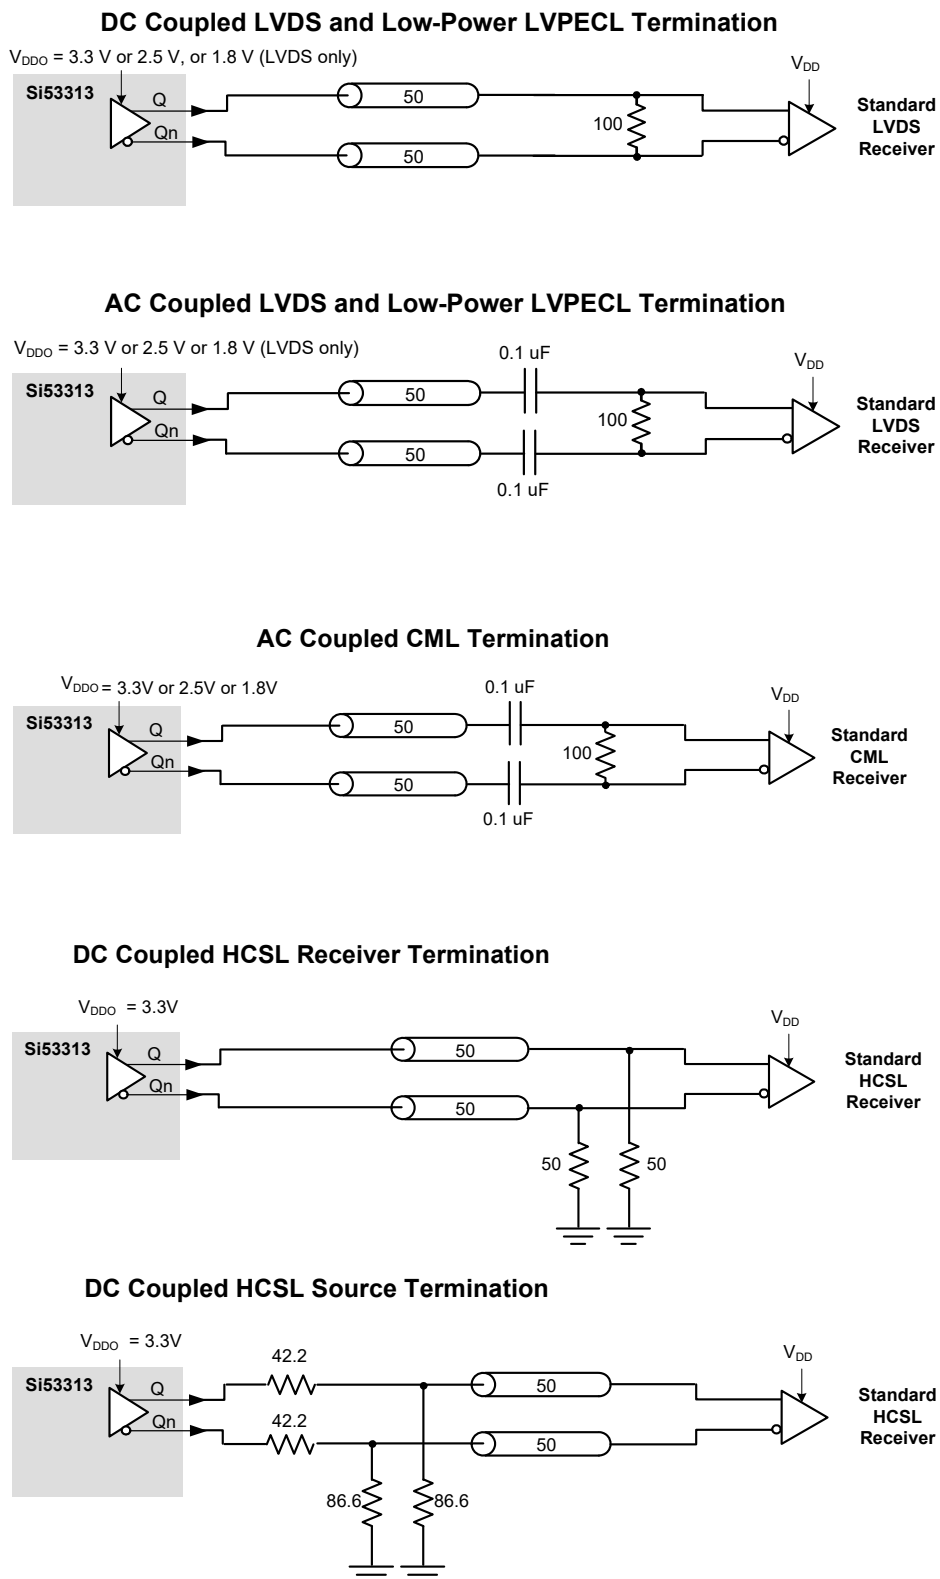 DC Coupled LVDS and Low-Power LVPECL Termination
VDDO = 3.3 V or 2.5 V, or 1.8 V (LVDS only)
VDD
Si53313
Q
Qn
50
50
100
Standard
LVDS
Receiver
AC Coupled LVDS and Low-Power LVPECL Termination
VDDO = 3.3 V or 2.5 V or 1.8 V (LVDS only)
0.1 uF
VDD
Si53313
Q
Qn
50
50
100
0.1 uF
Standard
LVDS
Receiver
AC Coupled CML Termination
VDDO = 3.3V or 2.5V or 1.8V
0.1 uF
VDD
Si53313
Q
Qn
50
50
100
0.1 uF
Standard
CML
Receiver
DC Coupled HCSL Receiver Termination
VDDO = 3.3V
VDD
Si53313
Q
Qn
50
50
50
50
Standard
HCSL
Receiver
DC Coupled HCSL Source Termination
VDDO = 3.3V
42.2
VDD
Si53313
Q
Qn
42.2
50
50
86.6
86.6
Standard
HCSL
Receiver